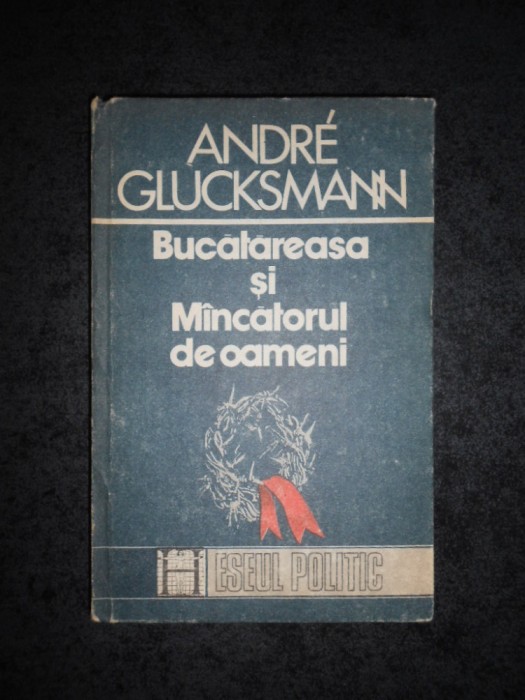 ANDRÉ
GLUCKSMANN
Bucătăreasa
și
Mîncătorul
de oameni
H
ESEUL POLITIC